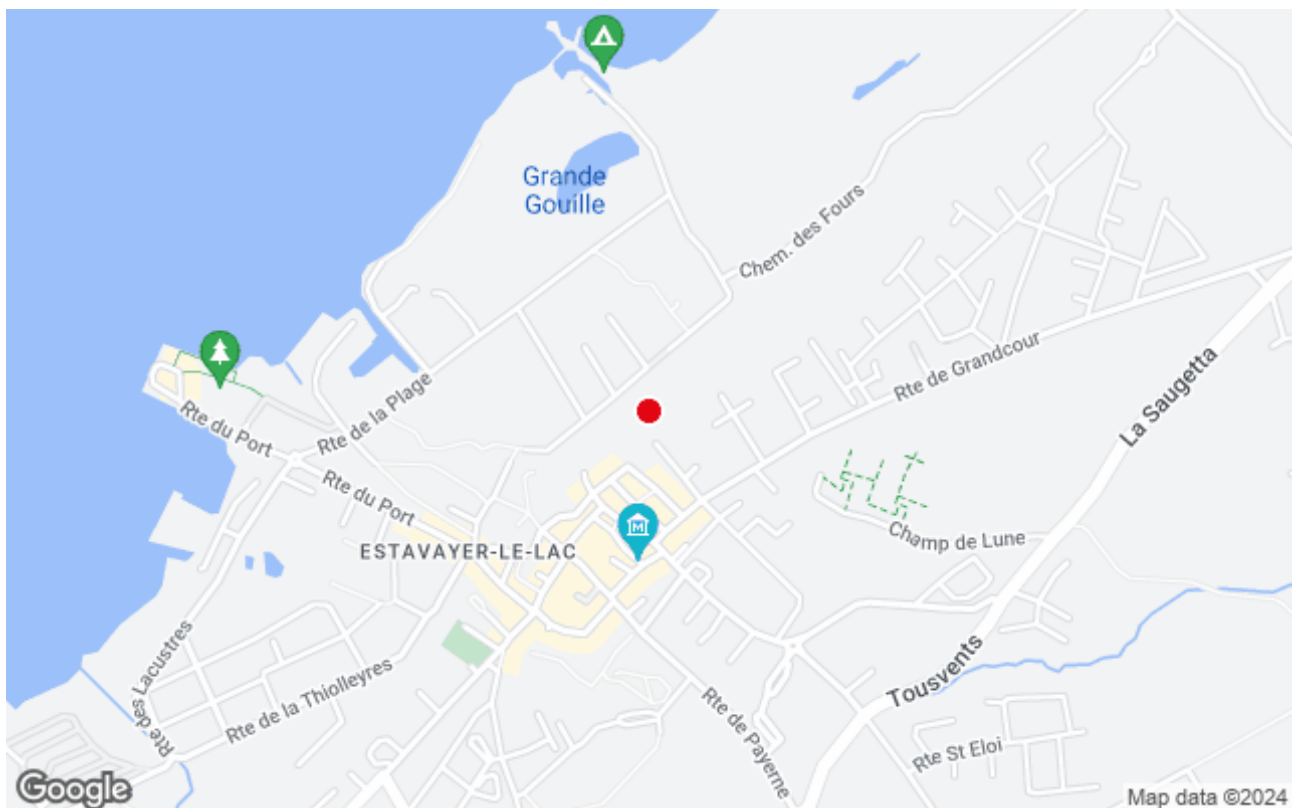 Grande
Gouille
Chem. des Fours
Rte de Grandcour
La Saugetta
Rte de la Plage
Rte du Port
Rte du Port
ESTAVAYER-LE-LAC
Champ de Lune
Rte des Lacustres
Rte de la Thiolleyres
Tousvents
Rte de Payerne
Rte St Eloi
Google
Map data ©2024